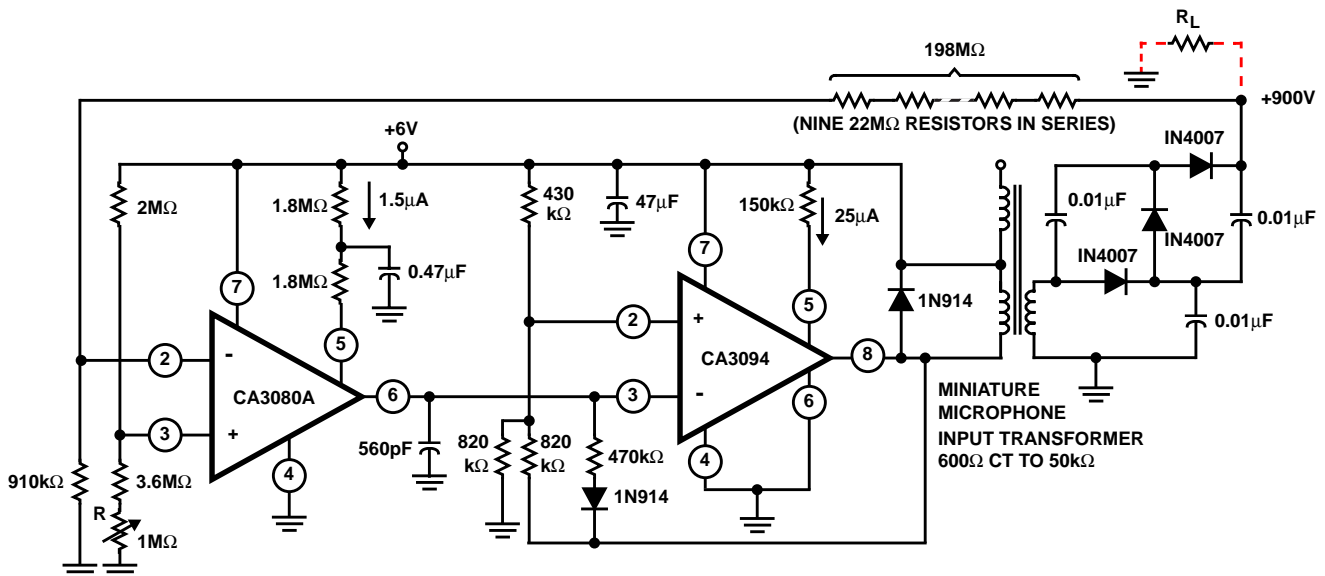 RL
198MΩ
+900V
(NINE 22MΩ RESISTORS IN SERIES)
+6V
IN4007
2MΩ
1.8MΩ
1.5μA
430
kΩ
47μF
150kΩ
25μA
0.01μF
0.01μF
IN4007
7
1.8MΩ
0.47μF
7
IN4007
5
5
1N914
0.01μF
2
-
CA3080A
6
3
+
4
2
+
CA3094
8
3
-
6
4
MINIATURE
MICROPHONE
INPUT TRANSFORMER
600Ω CT TO 50kΩ
560pF
820
kΩ
820
kΩ
470kΩ
1N914
910kΩ
3.6MΩ
R
1MΩ